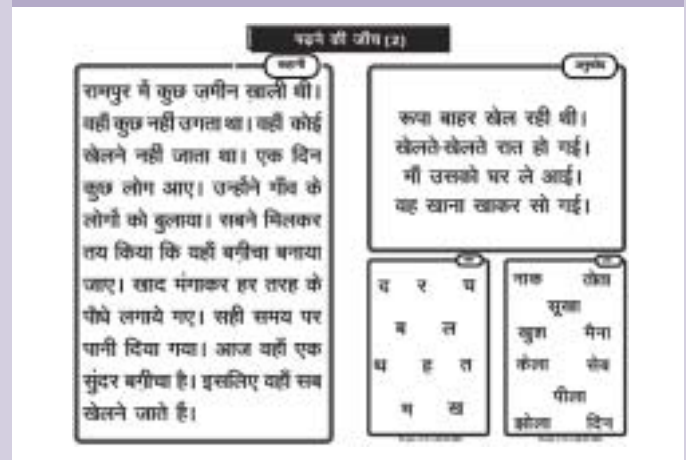 पढ़ने की जाँच (2)
कहानी
रामपुर में कुछ ज़मीन ख़ाली थी।
वहाँ कुछ नहीं उगता था। वहाँ कोई
खेलने नहीं जाता था। एक दिन
कुछ लोग आए। उन्होंने गाँव के
लोगों को बुलाया। सबने मिलकर
तय किया कि यहाँ बग़ीचा बनाया
जाए। खाद मंगाकर हर तरह के
पौधे लगाये गए। सही समय पर
पानी दिया गया। आज वहाँ एक
सुंदर बगीचा है। इसलिए वहाँ सब
खेलने जाते हैं।
अनुच्छेद
रूपा बाहर खेल रही थी।
खेलते-खेलते रात हो गई।
माँ उसको घर ले आई।
वह खाना खाकर सो गई।
द र
ब ल
ह त
ख
नाक तोता
सूखा
खुश मैना
केला सेब
पीला
झोला दिन